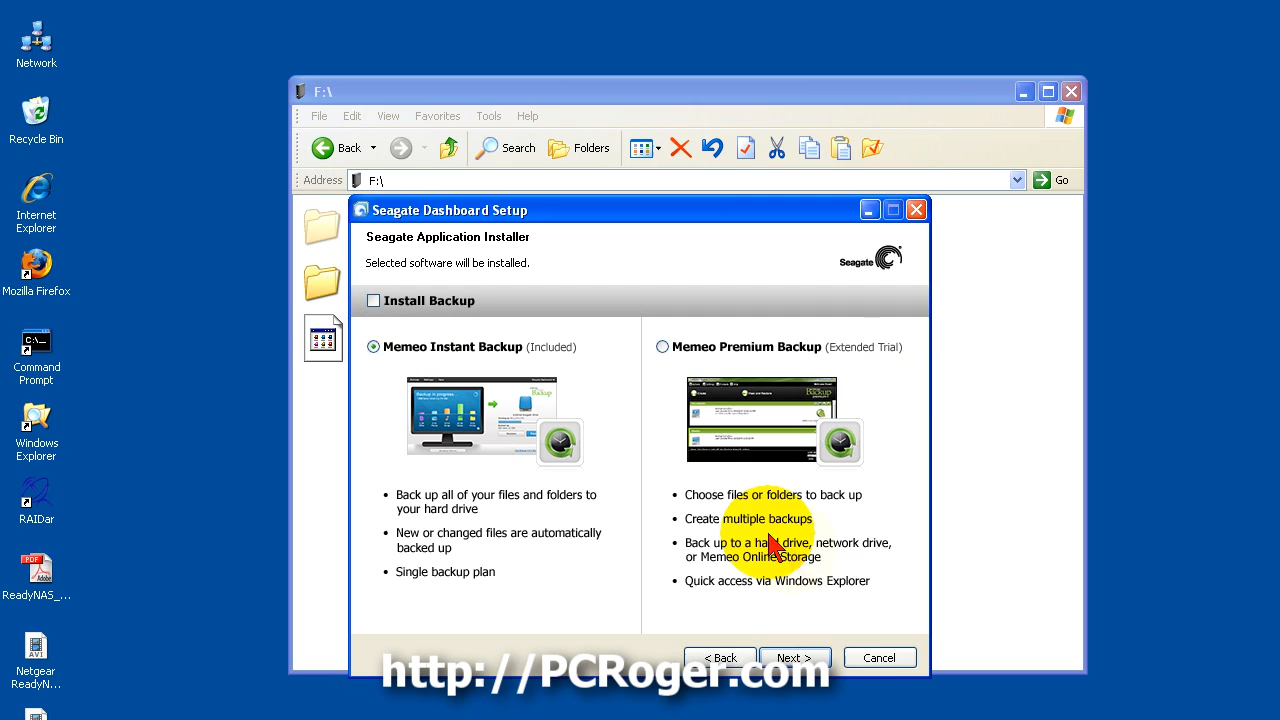 Network
Recycle Bin
Internet
Explorer
Mozilla Firefox
Command
Prompt
Windows
Explorer
RAIDar
ReadyNAS_...
Netgear
ReadyN...
F:\
File Edit View Favorites Tools Help
Back Search Folders
Address F:\ Go
Seagate Dashboard Setup
Seagate Application Installer
Selected software will be installed.
Seagate
Install Backup
Memeo Instant Backup (Included)
Back up all of your files and folders to
your hard drive
New or changed files are automatically
backed up
Single backup plan
Memeo Premium Backup (Extended Trial)
Choose files or folders to back up
Create multiple backups
Back up to a hard drive, network drive,
or Memeo Online Storage
Quick access via Windows Explorer
< Back Next > Cancel
http://PCRoger.com